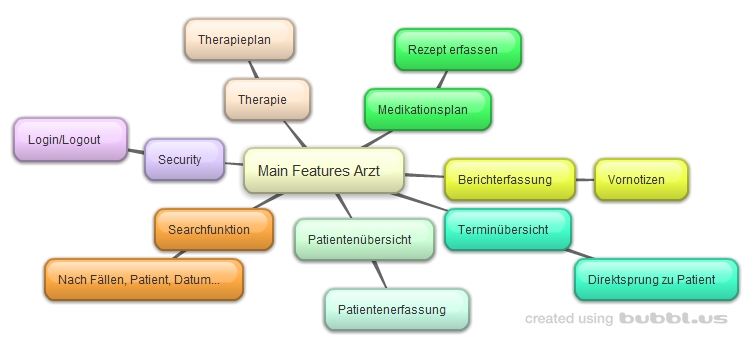 Therapieplan
Rezept erfassen
Therapie
Medikationsplan
Login/Logout
Security
Main Features Arzt
Berichterfassung
Vornotizen
Searchfunktion
Patientenübersicht
Terminübersicht
Nach Fällen, Patient, Datum...
Direktsprung zu Patient
Patientenerfassung
created using bubbl.us